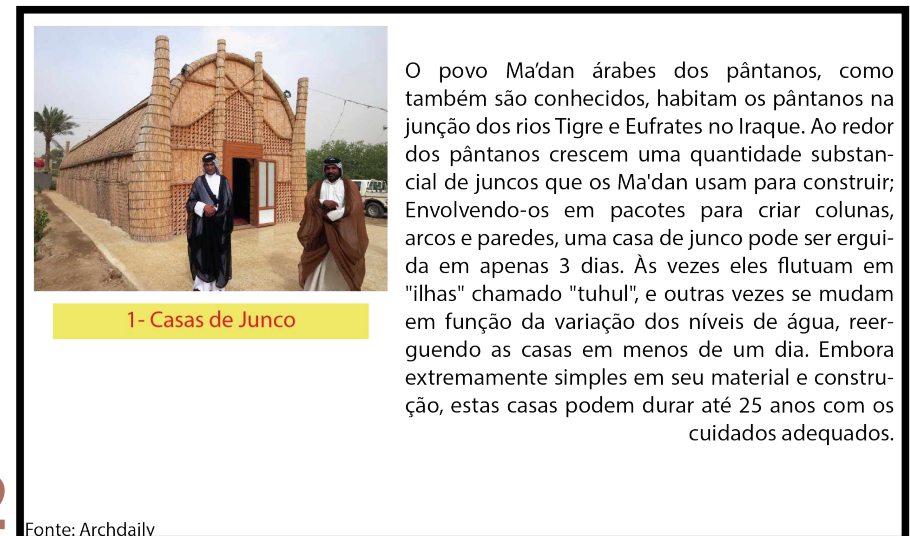 O povo Ma’dan árabes dos pântanos, como
também são conhecidos, habitam os pântanos na
junção dos rios Tigre e Eufrates no Iraque. Ao redor
dos pântanos crescem uma quantidade substan-
cial de juncos que os Ma'dan usam para construir;
Envolvendo-os em pacotes para criar colunas,
arcos e paredes, uma casa de junco pode ser ergui-
da em apenas 3 dias. Às vezes eles flutuam em
"ilhas" chamado "tuhul", e outras vezes se mudam
em função da variação dos níveis de água, reer-
guendo as casas em menos de um dia. Embora
extremamente simples em seu material e constru-
ção, estas casas podem durar até 25 anos com os
cuidados adequados.
1- Casas de Junco
Fonte: Archdaily